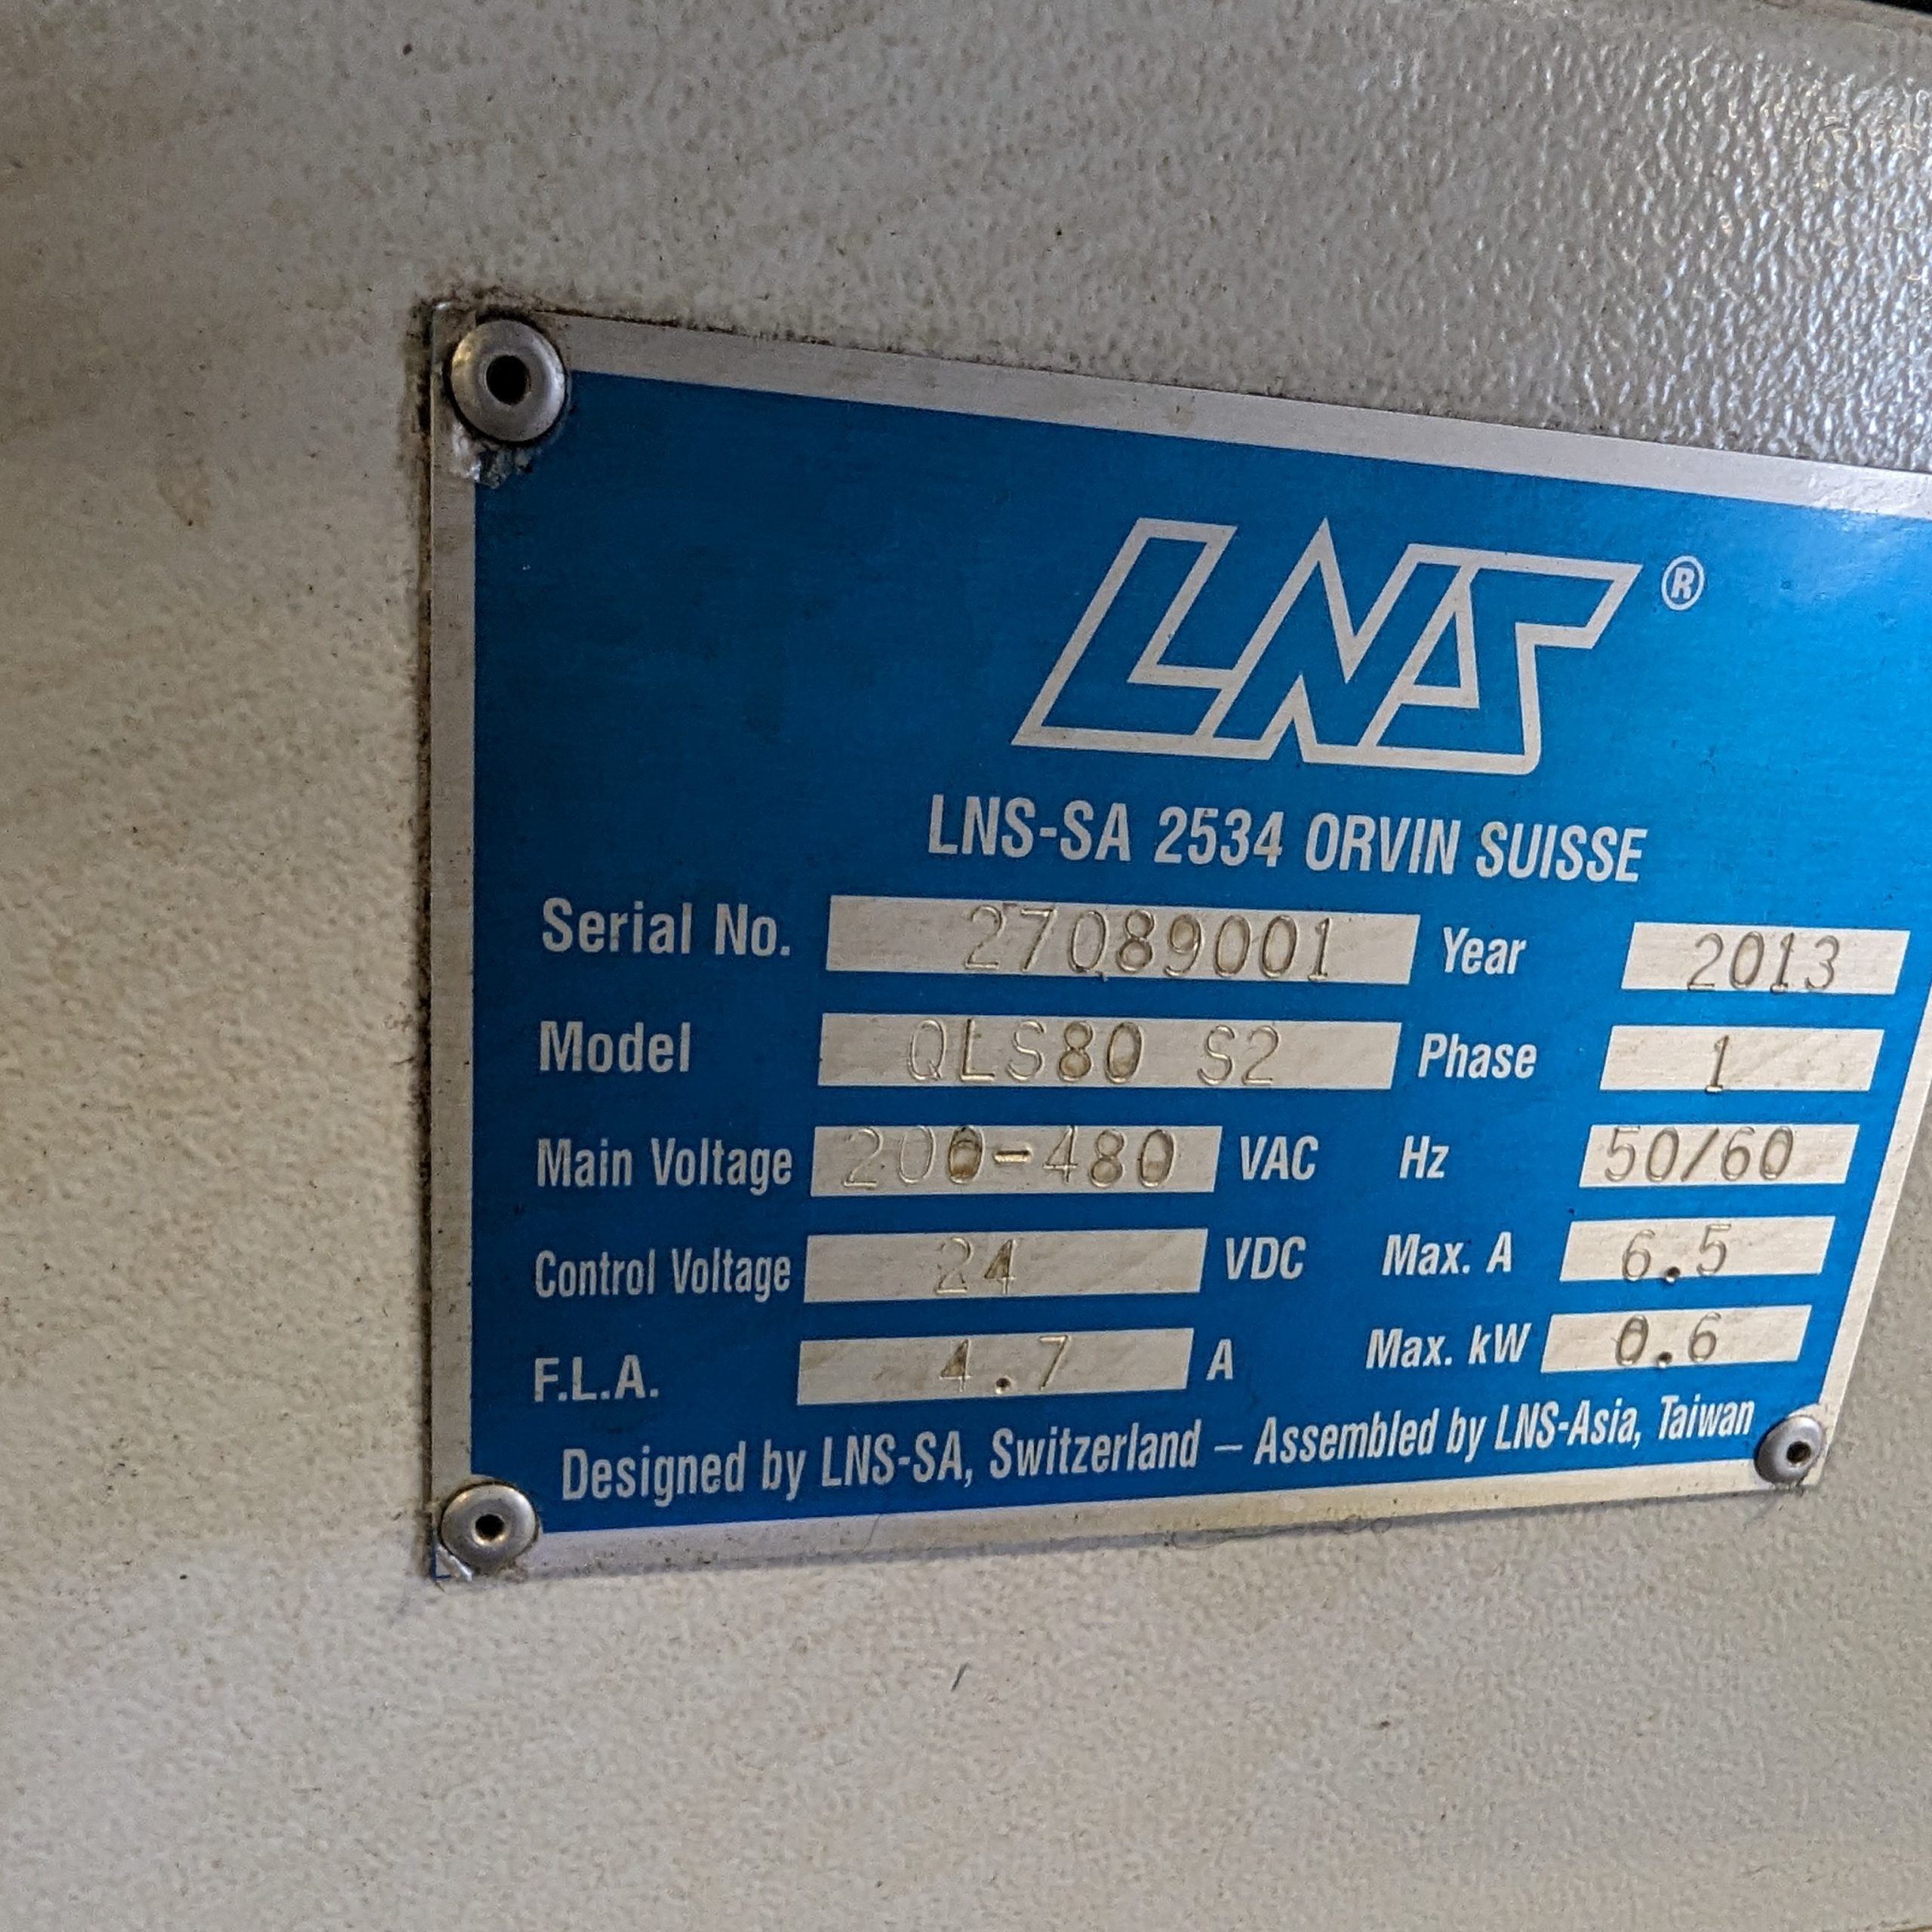 LNS®
LNS-SA 2534 ORVIN SUISSE
Serial No. 27089001 Year 2013
Model QLS80 S2 Phase 1
Main Voltage 200-480 VAC Hz 50/60
Control Voltage 24 VDC Max. A 6.5
F.L.A. 4.7 A Max. kW 0.6
Designed by LNS-SA, Switzerland – Assembled by LNS-Asia, Taiwan